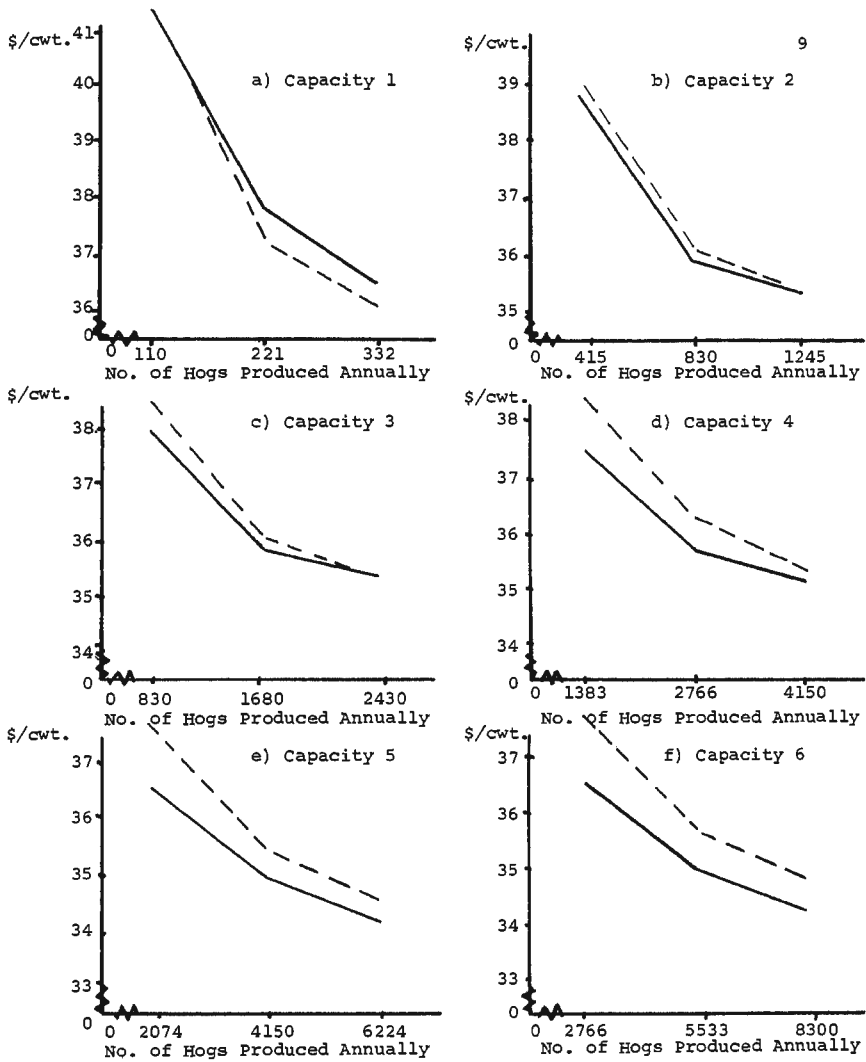 9
$/cwt.
a) Capacity 1
41
40
39
38
37
36
0
0 110 221 332
No. of Hogs Produced Annually
$/cwt.
b) Capacity 2
39
38
37
36
35
0
0 415 830 1245
No. of Hogs Produced Annually
$/cwt.
c) Capacity 3
38
37
36
35
34
0
0 830 1680 2430
No. of Hogs Produced Annually
$/cwt.
d) Capacity 4
38
37
36
35
34
0
0 1383 2766 4150
No. of Hogs Produced Annually
$/cwt.
e) Capacity 5
37
36
35
34
33
0
0 2074 4150 6224
No. of Hogs Produced Annually
$/cwt.
f) Capacity 6
37
36
35
34
33
0
0 2766 5533 8300
No. of Hogs Produced Annually